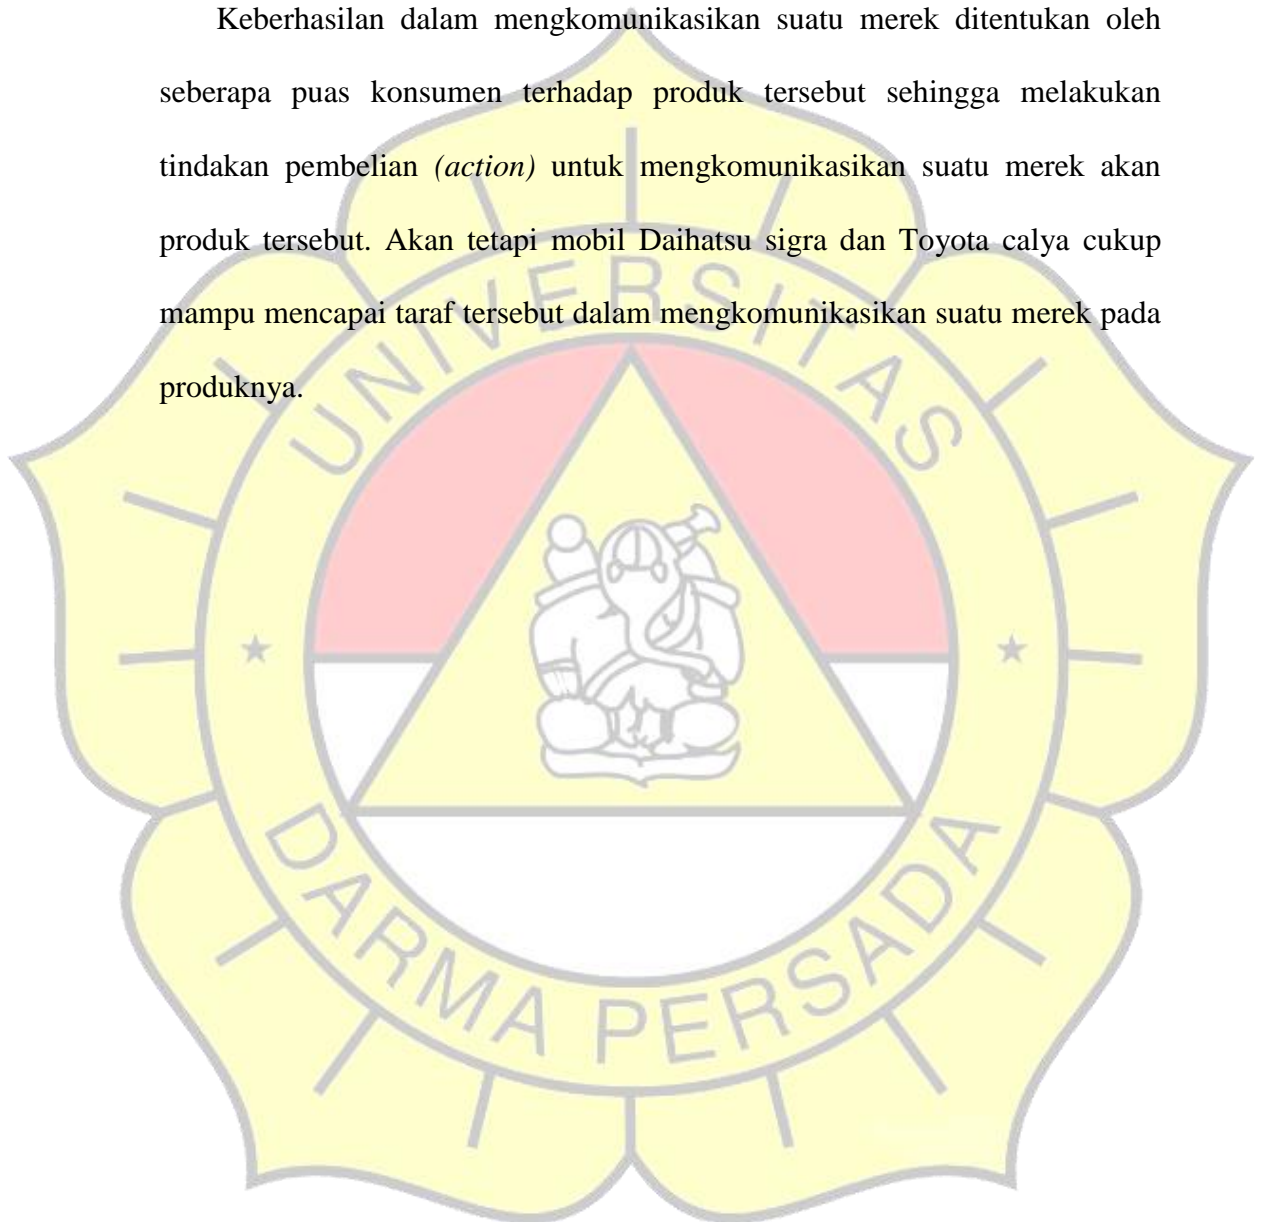 Keberhasilan dalam mengkomunikasikan suatu merek ditentukan oleh
seberapa puas konsumen terhadap produk tersebut sehingga melakukan
tindakan pembelian (action) untuk mengkomunikasikan suatu merek akan
produk tersebut. Akan tetapi mobil Daihatsu sigra dan Toyota calya cukup
mampu mencapai taraf tersebut dalam mengkomunikasikan suatu merek pada
produknya.
UNIVERSITAS
DARMA PERSADA